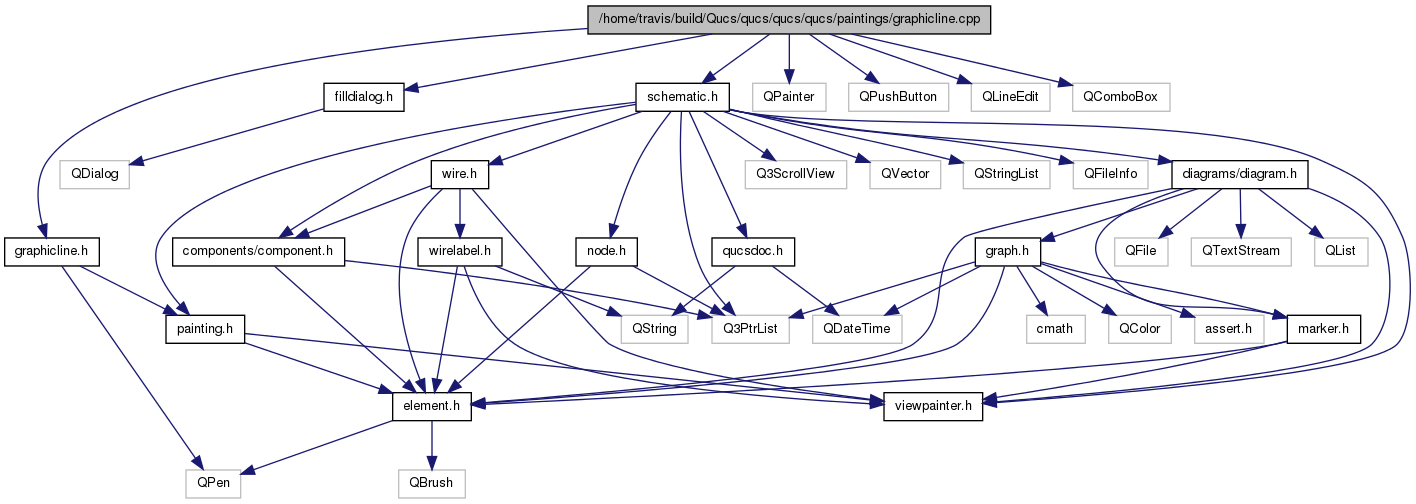 /home/travis/build/Qucs/qucs/qucs/qucs/paintings/graphicline.cpp
filldialog.h
schematic.h
QPainter
QPushButton
QLineEdit
QComboBox
QDialog
wire.h
Q3ScrollView
QVector
QStringList
QFileInfo
diagrams/diagram.h
graphicline.h
components/component.h
wirelabel.h
node.h
qucsdoc.h
graph.h
QFile
QTextStream
QList
painting.h
QString
Q3PtrList
QDateTime
cmath
QColor
assert.h
marker.h
element.h
viewpainter.h
QPen
QBrush